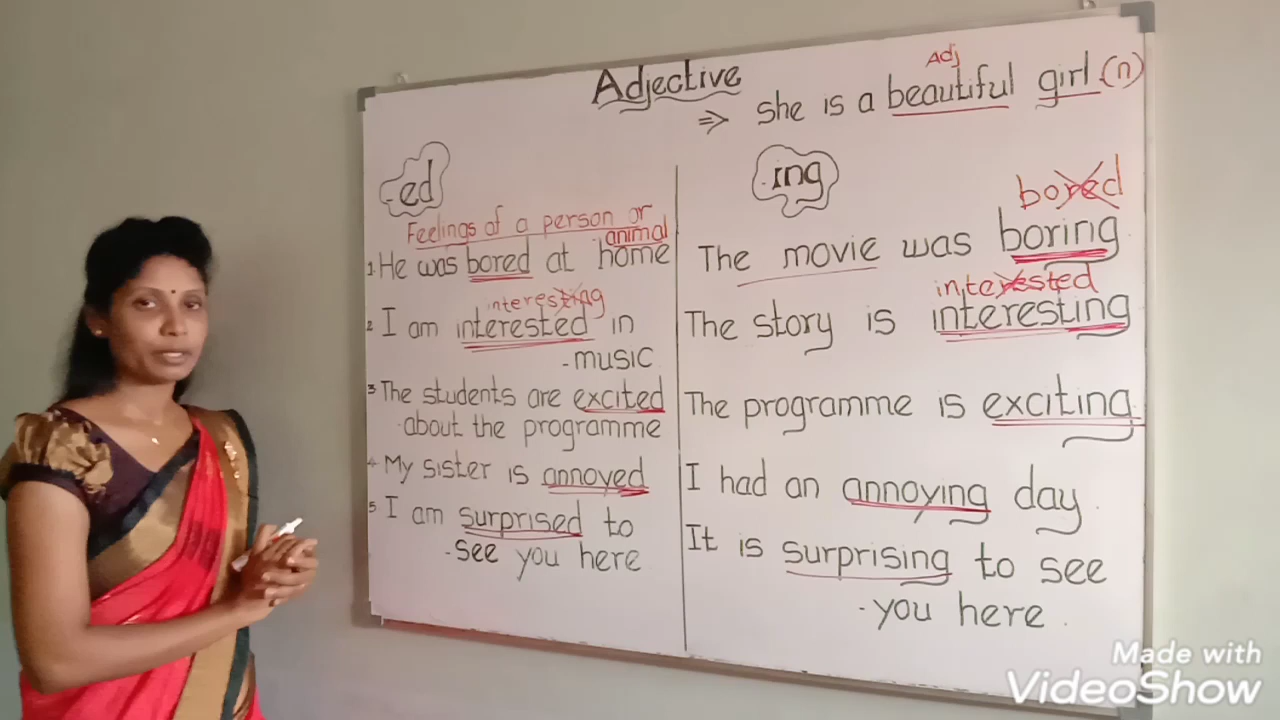 Adjective
Adj
⇒ she is a beautiful girl (n)
-ed
Feelings of a person or
animal
1. He was bored at home
interesting
2. I am interested in
- music
3 The students are excited
about the programme
4 My sister is annoyed
5 I am surprised to
- see you here
.ing
bored
The movie was boring
interested
The story is interesting
The programme is exciting
I had an annoying day
It is surprising to see
- you here.
Made with
VideoShow